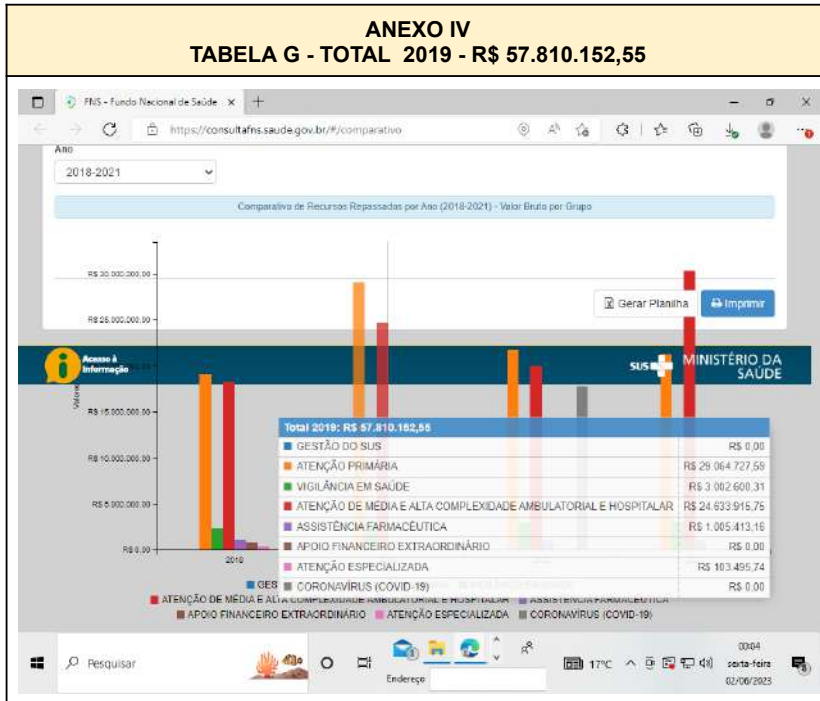 ANEXO IV
TABELA G - TOTAL 2019 - R$ 57.810.152,55
FNS - Fundo Nacional de Saúde
https://consultafns.saude.gov.br/#/comparativo
Ano
2018-2021
Comparativo de Recursos Repassados por Ano (2018-2021) - Valor Bruto por Grupo
R$ 30.000.000,00
Gerar Planilha
Imprimir
R$ 25.000.000,00
Acesso à
Informação
SUS
MINISTÉRIO DA
SAÚDE
R$ 15.000.000,00
Total 2019: R$ 57.810.152,55
GESTÃO DO SUS R$ 0,00
ATENÇÃO PRIMÁRIA R$ 29.064.727,59
R$ 10.000.000,00
VIGILÂNCIA EM SAÚDE R$ 3.002.600,31
ATENÇÃO DE MÉDIA E ALTA COMPLEXIDADE AMBULATORIAL E HOSPITALAR R$ 24.633.915,75
R$ 5.000.000,00
ASSISTÊNCIA FARMACÊUTICA R$ 1.005.413,16
APOIO FINANCEIRO EXTRAORDINÁRIO R$ 0,00
R$ 0,00
ATENÇÃO ESPECIALIZADA R$ 103.495,74
2018
CORONAVÍRUS (COVID-19) R$ 0,00
GES
ATENÇÃO DE MÉDIA E ALTA COMPLEXIDADE AMBULATORIAL E HOSPITALAR ASSISTÊNCIA FARMACÊUTICA
APOIO FINANCEIRO EXTRAORDINÁRIO ATENÇÃO ESPECIALIZADA CORONAVÍRUS (COVID-19)
Pesquisar
Endereço
17°C
00:04
sexta-feira
02/06/2023